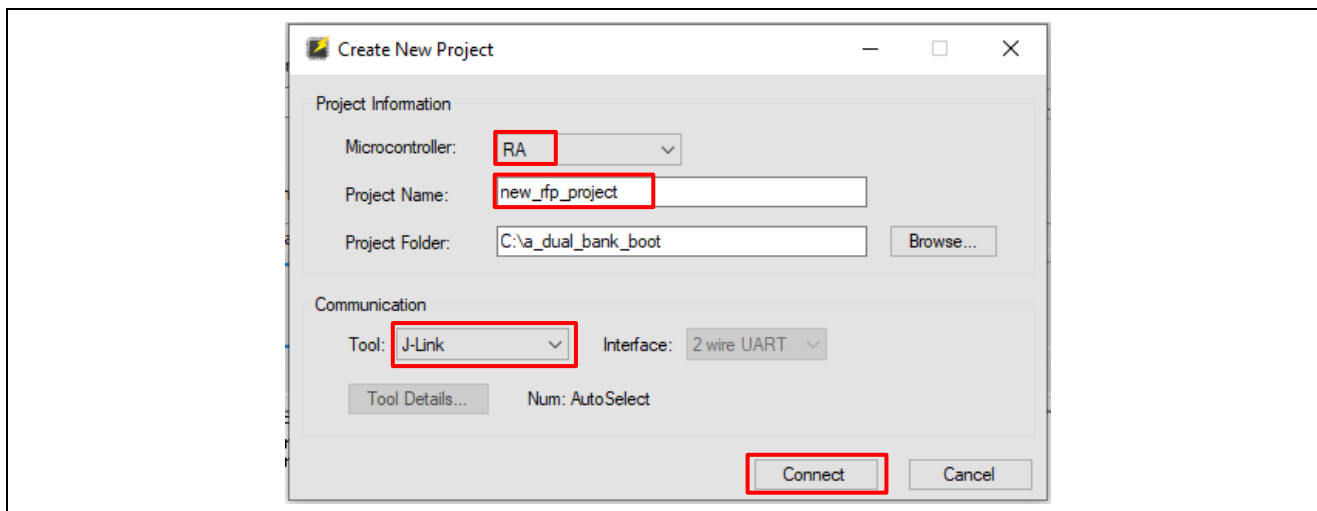 Create New Project
Project Information
Microcontroller: RA
Project Name: new_rfp_project
Project Folder: C:\a_dual_bank_boot Browse...
Communication
Tool: J-Link Interface: 2 wire UART
Tool Details... Num: AutoSelect
Connect Cancel